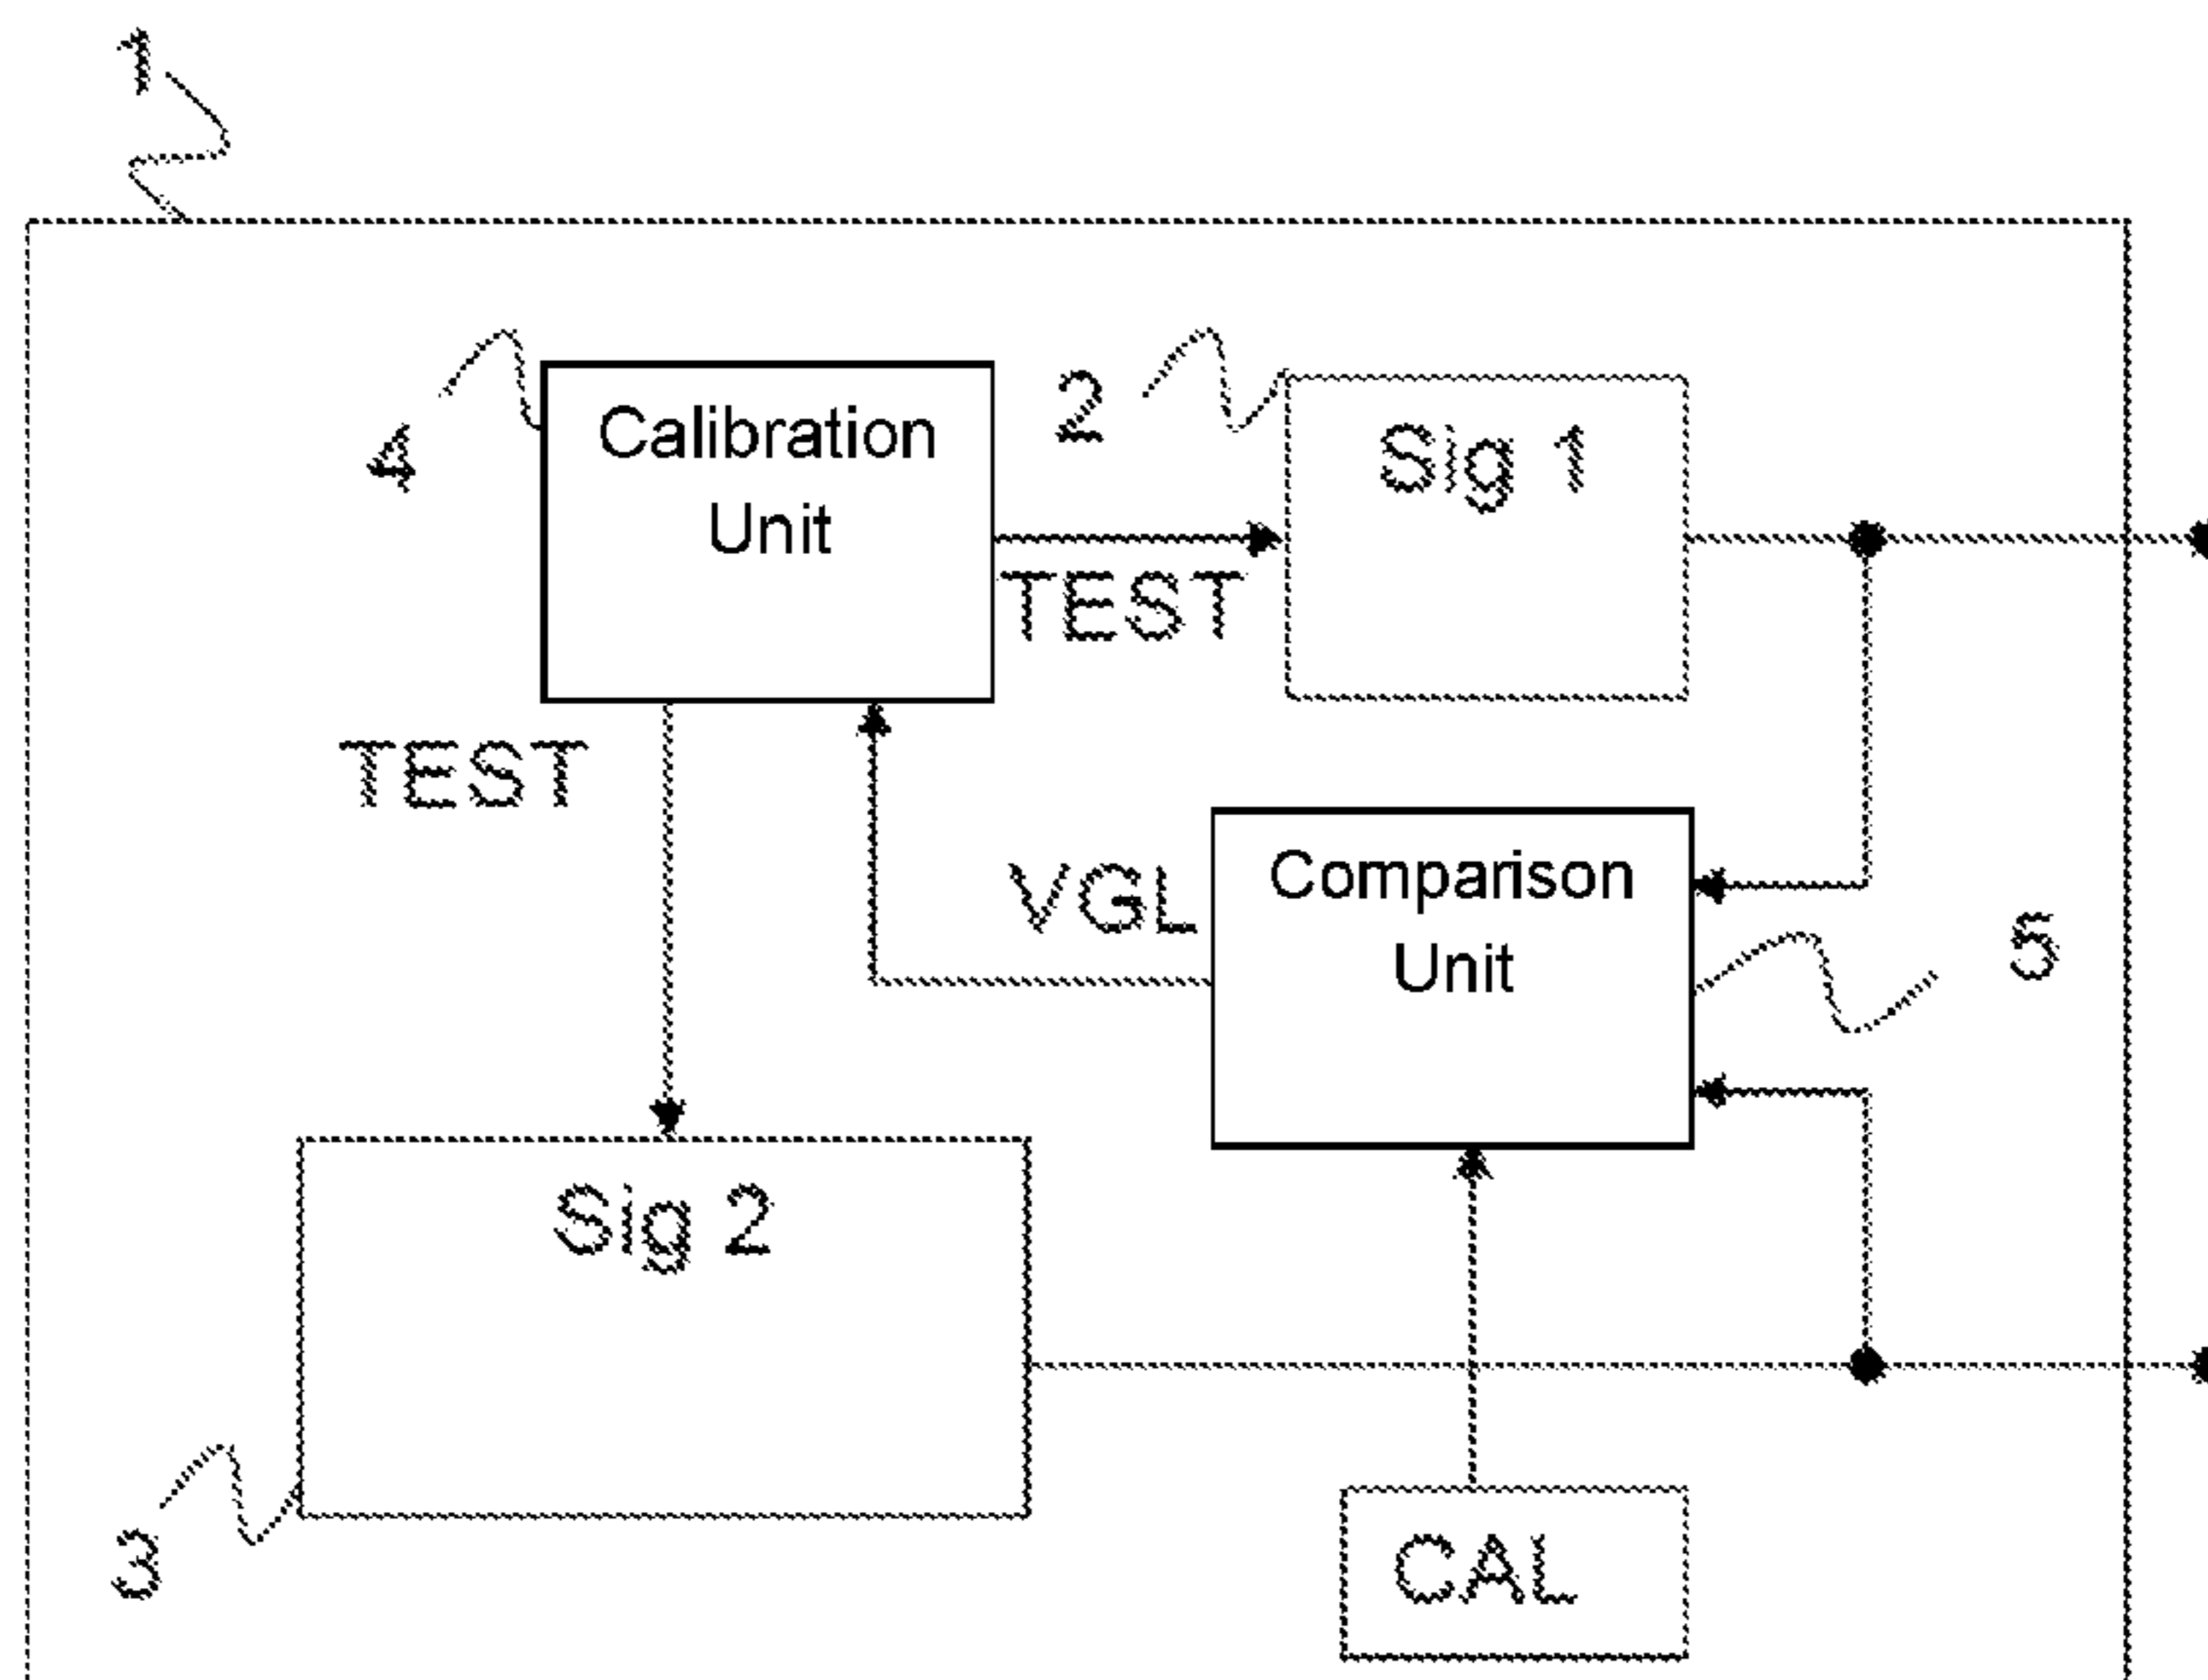 1
4
Calibration
Unit
2
Sig 1
TEST
TEST
VGL
Comparison
Unit
5
Sig 2
3
CAL